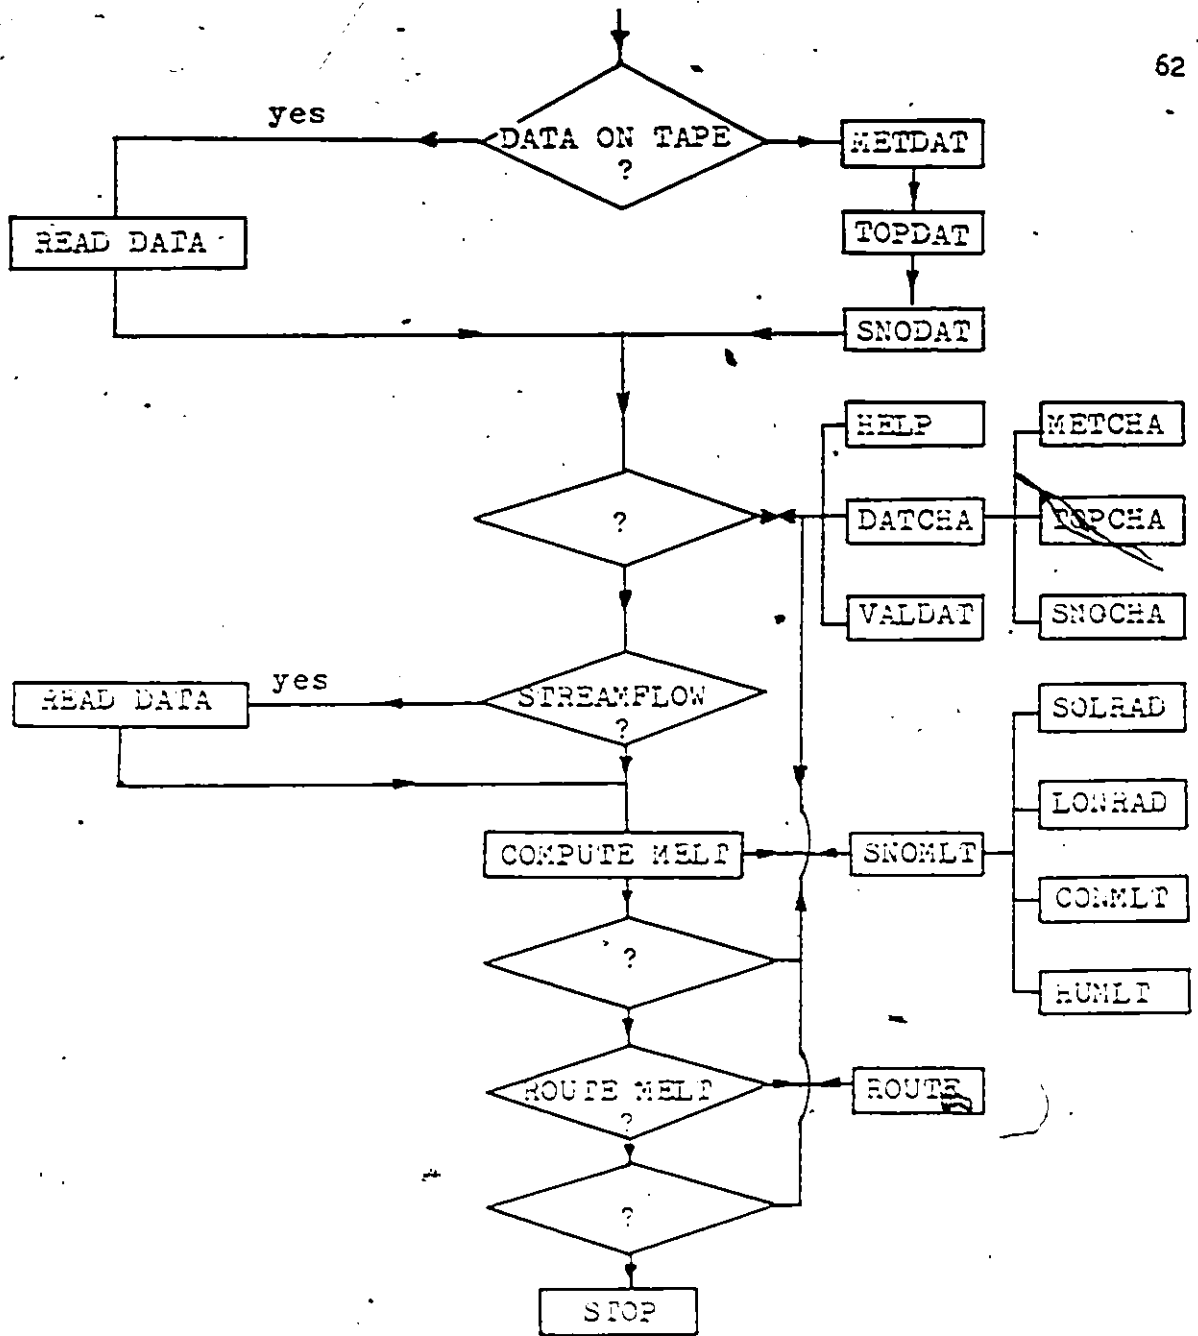 62
yes
DATA ON TAPE
?
METDAT
READ DATA
TOPDAT
SNODAT
HELP
METCHA
?
DATCHA
TOPCHA
VALDAT
SNOCHA
READ DATA
yes
STREAMFLOW
?
SOLRAD
LONRAD
COMPUTE MELT
SNOMLT
CONMLT
?
HUMLT
ROUTE MELT
?
ROUTE
?
STOP